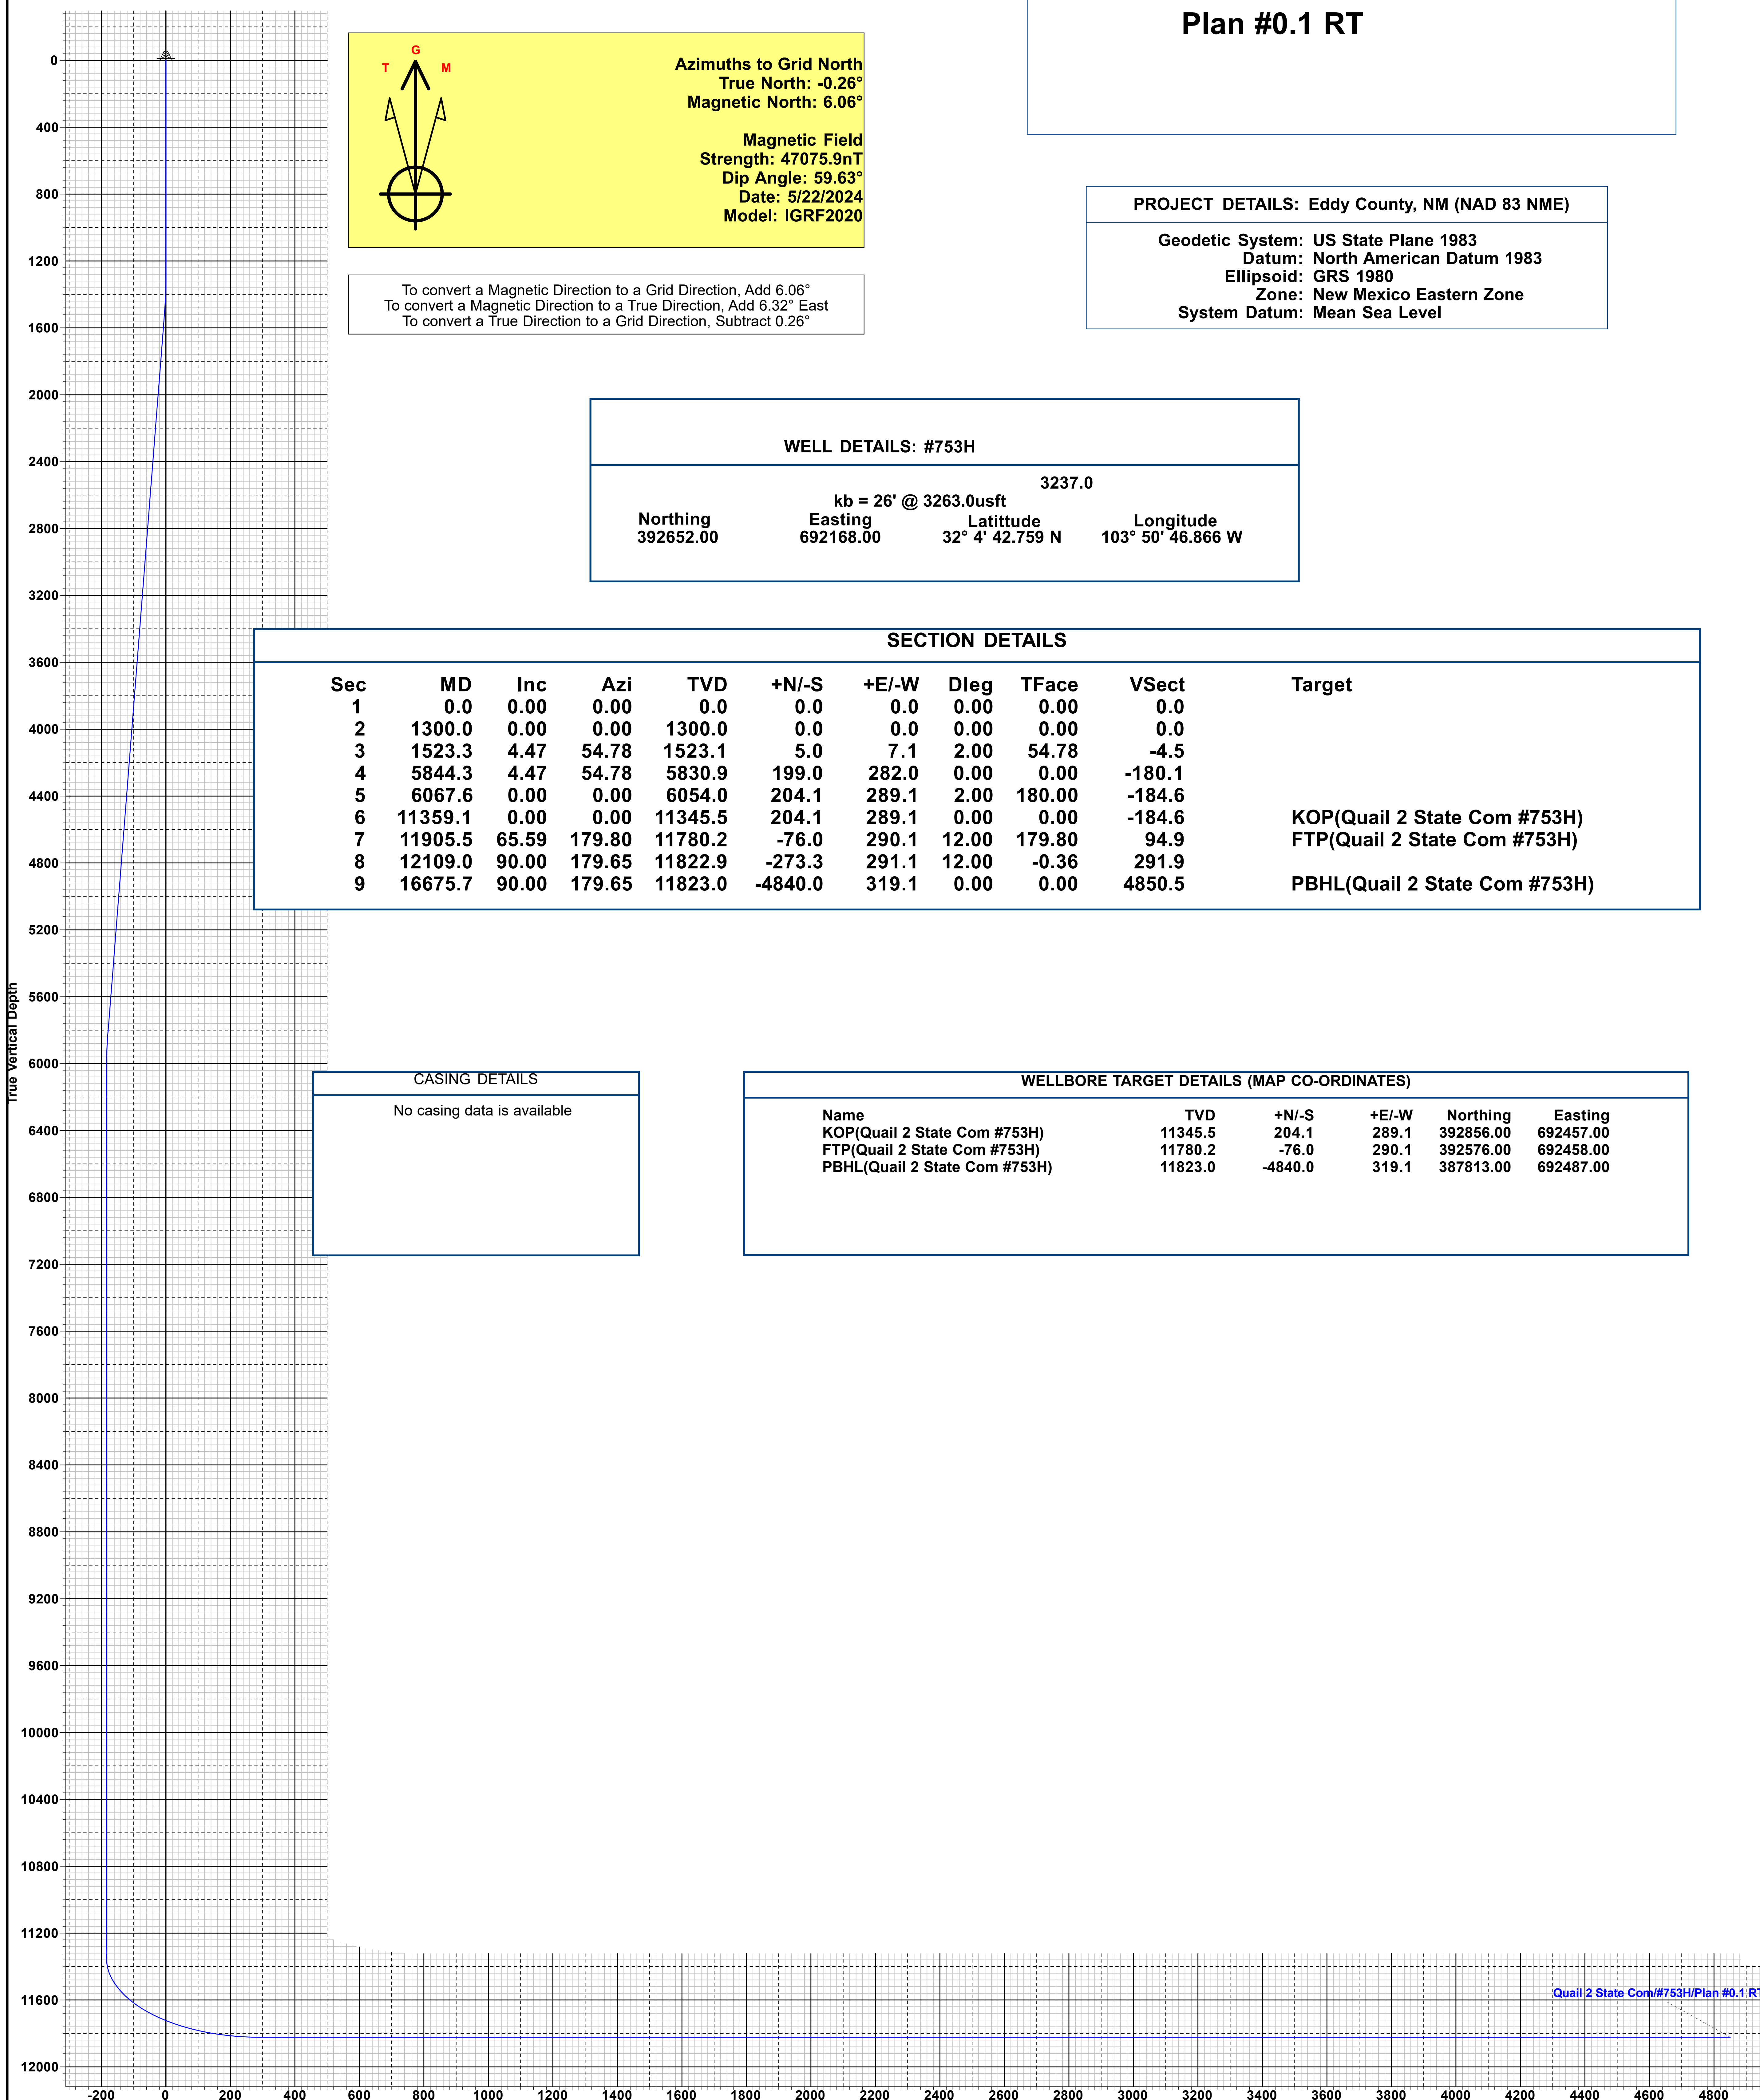 Plan #0.1 RT
G
T M
Azimuths to Grid North
True North: -0.26°
Magnetic North: 6.06°
Magnetic Field
Strength: 47075.9nT
Dip Angle: 59.63°
Date: 5/22/2024
Model: IGRF2020
To convert a Magnetic Direction to a Grid Direction, Add 6.06°
To convert a Magnetic Direction to a True Direction, Add 6.32° East
To convert a True Direction to a Grid Direction, Subtract 0.26°
PROJECT DETAILS: Eddy County, NM (NAD 83 NME)
Geodetic System: US State Plane 1983
Datum: North American Datum 1983
Ellipsoid: GRS 1980
Zone: New Mexico Eastern Zone
System Datum: Mean Sea Level
WELL DETAILS: #753H
3237.0
kb = 26' @ 3263.0usft
Northing Easting Latittude Longitude
392652.00 692168.00 32° 4' 42.759 N 103° 50' 46.866 W
SECTION DETAILS
Sec MD Inc Azi TVD +N/-S +E/-W Dleg TFace VSect Target
1 0.0 0.00 0.00 0.0 0.0 0.0 0.00 0.00 0.0
2 1300.0 0.00 0.00 1300.0 0.0 0.0 0.00 0.00 0.0
3 1523.3 4.47 54.78 1523.1 5.0 7.1 2.00 54.78 -4.5
4 5844.3 4.47 54.78 5830.9 199.0 282.0 0.00 0.00 -180.1
5 6067.6 0.00 0.00 6054.0 204.1 289.1 2.00 180.00 -184.6
6 11359.1 0.00 0.00 11345.5 204.1 289.1 0.00 0.00 -184.6 KOP(Quail 2 State Com #753H)
7 11905.5 65.59 179.80 11780.2 -76.0 290.1 12.00 179.80 94.9 FTP(Quail 2 State Com #753H)
8 12109.0 90.00 179.65 11822.9 -273.3 291.1 12.00 -0.36 291.9
9 16675.7 90.00 179.65 11823.0 -4840.0 319.1 0.00 0.00 4850.5 PBHL(Quail 2 State Com #753H)
CASING DETAILS
No casing data is available
WELLBORE TARGET DETAILS (MAP CO-ORDINATES)
Name TVD +N/-S +E/-W Northing Easting
KOP(Quail 2 State Com #753H) 11345.5 204.1 289.1 392856.00 692457.00
FTP(Quail 2 State Com #753H) 11780.2 -76.0 290.1 392576.00 692458.00
PBHL(Quail 2 State Com #753H) 11823.0 -4840.0 319.1 387813.00 692487.00
True Vertical Depth
0
400
800
1200
1600
2000
2400
2800
3200
3600
4000
4400
4800
5200
5600
6000
6400
6800
7200
7600
8000
8400
8800
9200
9600
10000
10400
10800
11200
11600
12000
Quail 2 State Com/#753H/Plan #0.1 RT
-200 0 200 400 600 800 1000 1200 1400 1600 1800 2000 2200 2400 2600 2800 3000 3200 3400 3600 3800 4000 4200 4400 4600 4800